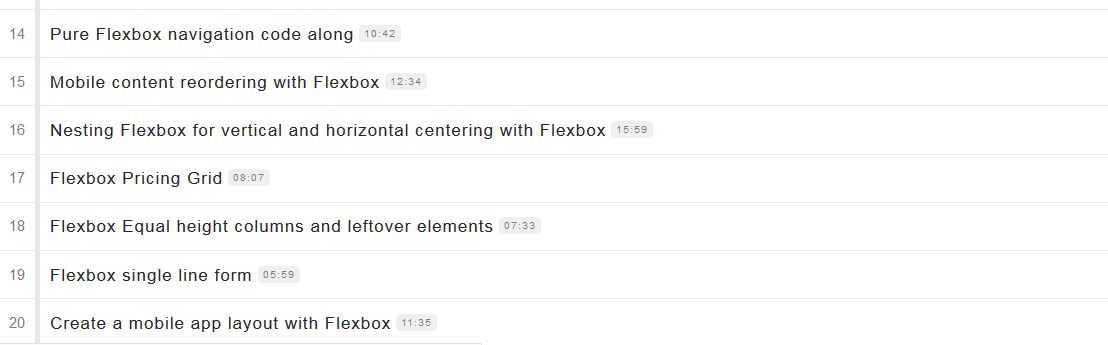 14 Pure Flexbox navigation code along 10:42
15 Mobile content reordering with Flexbox 12:34
16 Nesting Flexbox for vertical and horizontal centering with Flexbox 15:59
17 Flexbox Pricing Grid 08:07
18 Flexbox Equal height columns and leftover elements 07:33
19 Flexbox single line form 05:59
20 Create a mobile app layout with Flexbox 11:35